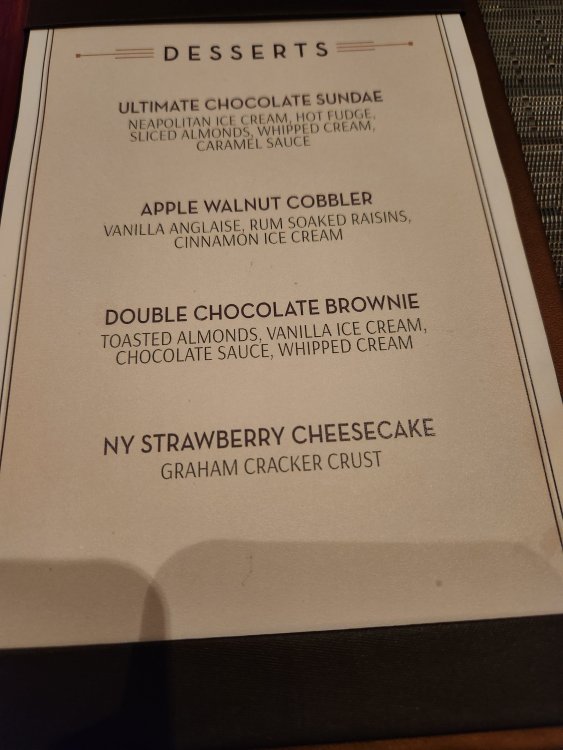 DESSERTS
ULTIMATE CHOCOLATE SUNDAE
NEAPOLITAN ICE CREAM, HOT FUDGE,
SLICED ALMONDS, WHIPPED CREAM,
CARAMEL SAUCE
APPLE WALNUT COBBLER
VANILLA ANGLAISE, RUM SOAKED RAISINS,
CINNAMON ICE CREAM
DOUBLE CHOCOLATE BROWNIE
TOASTED ALMONDS, VANILLA ICE CREAM,
CHOCOLATE SAUCE, WHIPPED CREAM
NY STRAWBERRY CHEESECAKE
GRAHAM CRACKER CRUST